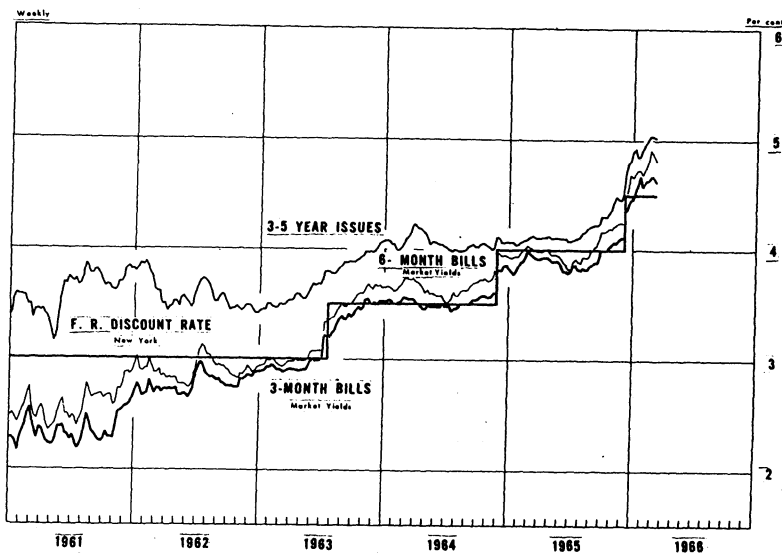 Weekly
Per cent
6
5
3-5 YEAR ISSUES
4
6- MONTH BILLS
Market Yields
F. R. DISCOUNT RATE
New York
3
3-MONTH BILLS
Market Yields
2
1961 1962 1963 1964 1965 1966